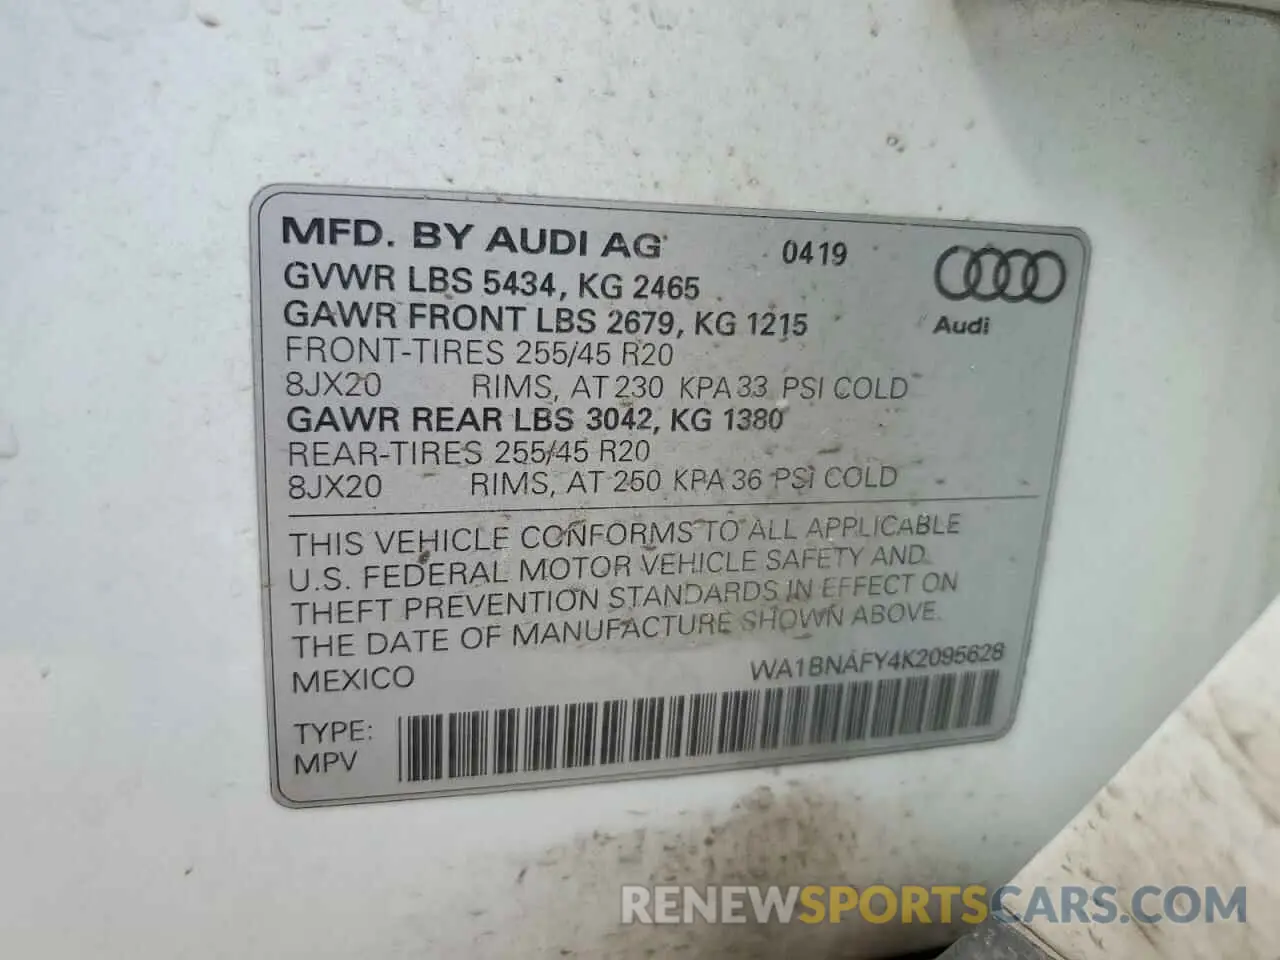 MFD. BY AUDI AG 0419
GVWR LBS 5434, KG 2465
GAWR FRONT LBS 2679, KG 1215
Audi
FRONT-TIRES 255/45 R20
8JX20 RIMS, AT 230 KPA 33 PSI COLD
GAWR REAR LBS 3042, KG 1380
REAR-TIRES 255/45 R20
8JX20 RIMS, AT 250 KPA 36 PSI COLD
THIS VEHICLE CONFORMS TO ALL APPLICABLE
U.S. FEDERAL MOTOR VEHICLE SAFETY AND
THEFT PREVENTION STANDARDS IN EFFECT ON
THE DATE OF MANUFACTURE SHOWN ABOVE.
MEXICO WA1BNAFY4K2095628
TYPE:
MPV
RENEWSPORTSCARS.COM